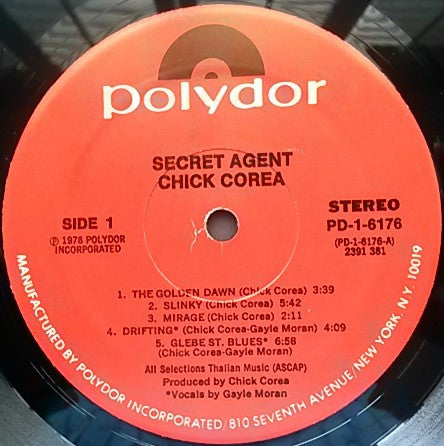 polydor
SECRET AGENT
CHICK COREA
SIDE 1
℗ 1978 POLYDOR
INCORPORATED
STEREO
PD-1-6176
(PD-1-6176-A)
2391 381
1. THE GOLDEN DAWN (Chick Corea) 3:39
2. SLINKY (Chick Corea) 5:42
3. MIRAGE (Chick Corea) 2:11
4. DRIFTING* (Chick Corea-Gayle Moran) 4:09
5. GLEBE ST. BLUES* 6:58
(Chick Corea-Gayle Moran)
All Selections Thalian Music (ASCAP)
Produced by Chick Corea
*Vocals by Gayle Moran
MANUFACTURED BY POLYDOR INCORPORATED/810 SEVENTH AVENUE/NEW YORK, N.Y. 10019